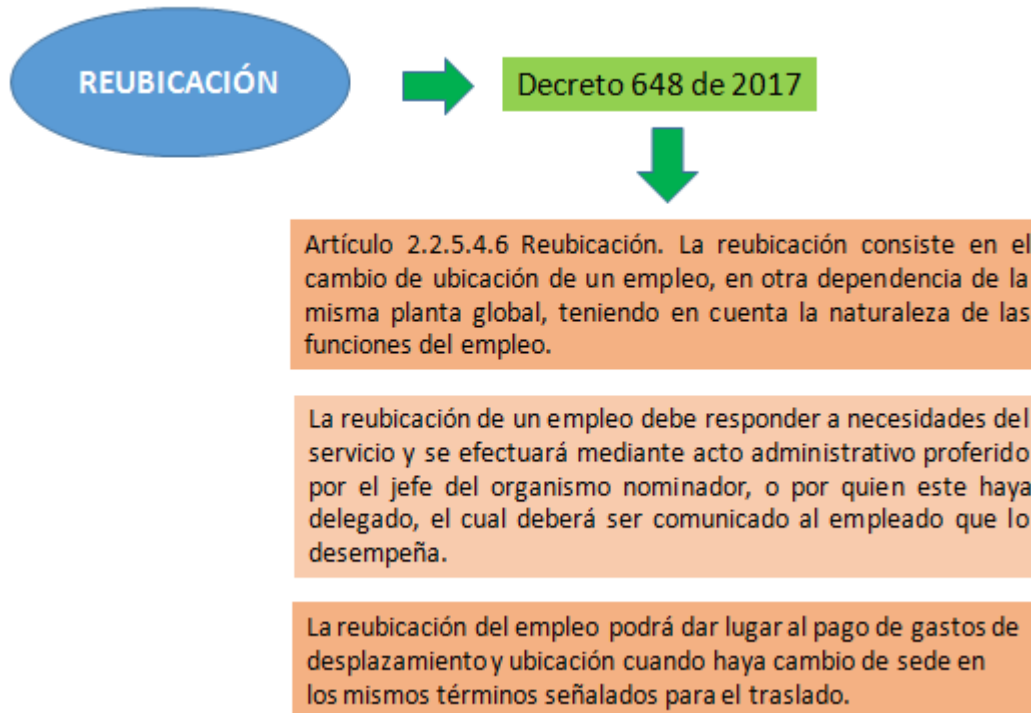 REUBICACIÓN
Decreto 648 de 2017
Artículo 2.2.5.4.6 Reubicación. La reubicación consiste en el
cambio de ubicación de un empleo, en otra dependencia de la
misma planta global, teniendo en cuenta la naturaleza de las
funciones del empleo.
La reubicación de un empleo debe responder a necesidades del
servicio y se efectuará mediante acto administrativo proferido
por el jefe del organismo nominador, o por quien este haya
delegado, el cual deberá ser comunicado al empleado que lo
desempeña.
La reubicación del empleo podrá dar lugar al pago de gastos de
desplazamiento y ubicación cuando haya cambio de sede en
los mismos términos señalados para el traslado.